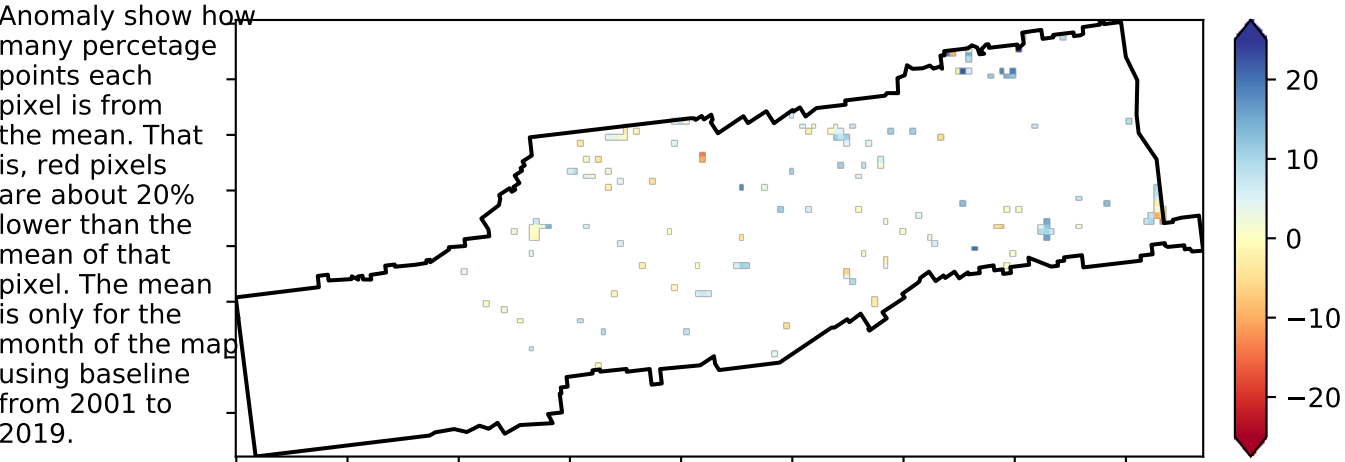 Anomaly show how
many percetage
points each
pixel is from
the mean. That
is, red pixels
are about 20%
lower than the
mean of that
pixel. The mean
is only for the
month of the map
using baseline
from 2001 to
2019.
20
10
0
−10
−20